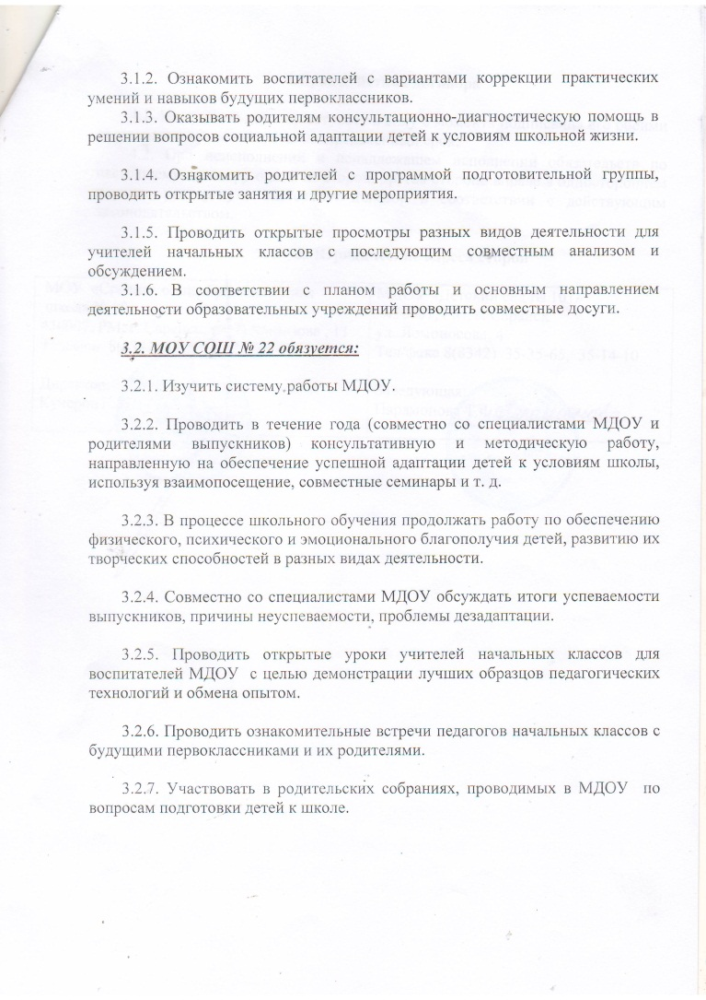 3.1.2. Ознакомить воспитателей с вариантами коррекции практических
умений и навыков будущих первоклассников.
3.1.3. Оказывать родителям консультационно-диагностическую помощь в
решении вопросов социальной адаптации детей к условиям школьной жизни.
3.1.4. Ознакомить родителей с программой подготовительной группы,
проводить открытые занятия и другие мероприятия.
3.1.5. Проводить открытые просмотры разных видов деятельности для
учителей начальных классов с последующим совместным анализом и
обсуждением.
3.1.6. В соответствии с планом работы и основным направлением
деятельности образовательных учреждений проводить совместные досуги.
3.2. МОУ СОШ № 22 обязуется:
3.2.1. Изучить систему работы МДОУ.
3.2.2. Проводить в течение года (совместно со специалистами МДОУ и
родителями выпускников) консультативную и методическую работу,
направленную на обеспечение успешной адаптации детей к условиям школы,
используя взаимопосещение, совместные семинары и т. д.
3.2.3. В процессе школьного обучения продолжать работу по обеспечению
физического, психического и эмоционального благополучия детей, развитию их
творческих способностей в разных видах деятельности.
3.2.4. Совместно со специалистами МДОУ обсуждать итоги успеваемости
выпускников, причины неуспеваемости, проблемы дезадаптации.
3.2.5. Проводить открытые уроки учителей начальных классов для
воспитателей МДОУ с целью демонстрации лучших образцов педагогических
технологий и обмена опытом.
3.2.6. Проводить ознакомительные встречи педагогов начальных классов с
будущими первоклассниками и их родителями.
3.2.7. Участвовать в родительских собраниях, проводимых в МДОУ по
вопросам подготовки детей к школе.